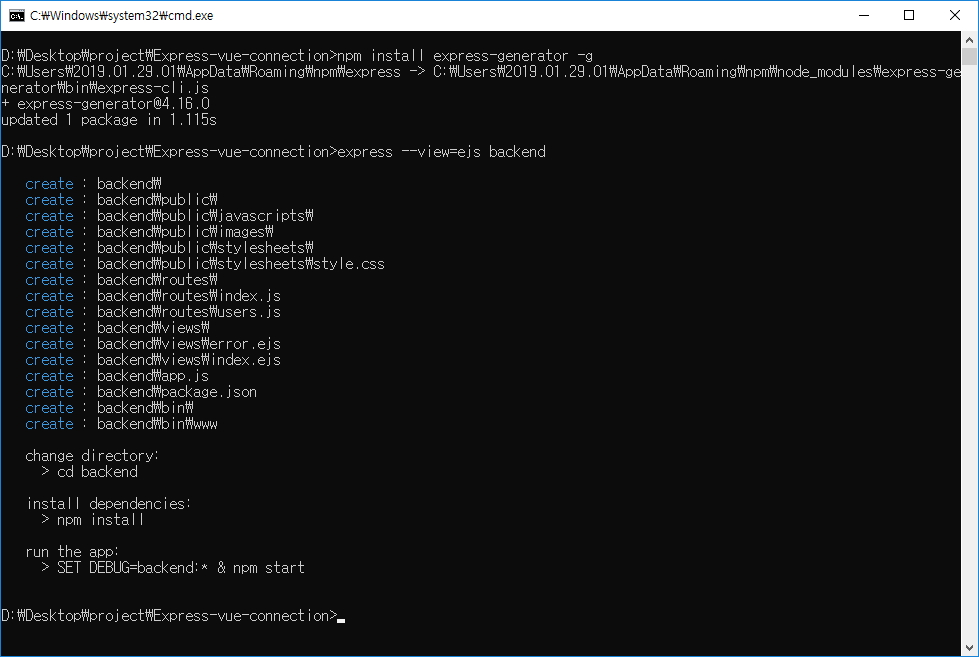 C:₩Windows₩system32₩cmd.exe
D:₩Desktop₩project₩Express-vue-connection>npm install express-generator -g
C:₩Users₩2019.01.29.01₩AppData₩Roaming₩npm₩express -> C:₩Users₩2019.01.29.01₩AppData₩Roaming₩npm₩node_modules₩express-ge
nerator₩bin₩express-cli.js
+ express-generator@4.16.0
updated 1 package in 1.115s
D:₩Desktop₩project₩Express-vue-connection>express --view=ejs backend
create : backend₩
create : backend₩public₩
create : backend₩public₩javascripts₩
create : backend₩public₩images₩
create : backend₩public₩stylesheets₩
create : backend₩public₩stylesheets₩style.css
create : backend₩routes₩
create : backend₩routes₩index.js
create : backend₩routes₩users.js
create : backend₩views₩
create : backend₩views₩error.ejs
create : backend₩views₩index.ejs
create : backend₩app.js
create : backend₩package.json
create : backend₩bin₩
create : backend₩bin₩www
change directory:
> cd backend
install dependencies:
> npm install
run the app:
> SET DEBUG=backend:* & npm start
D:₩Desktop₩project₩Express-vue-connection>